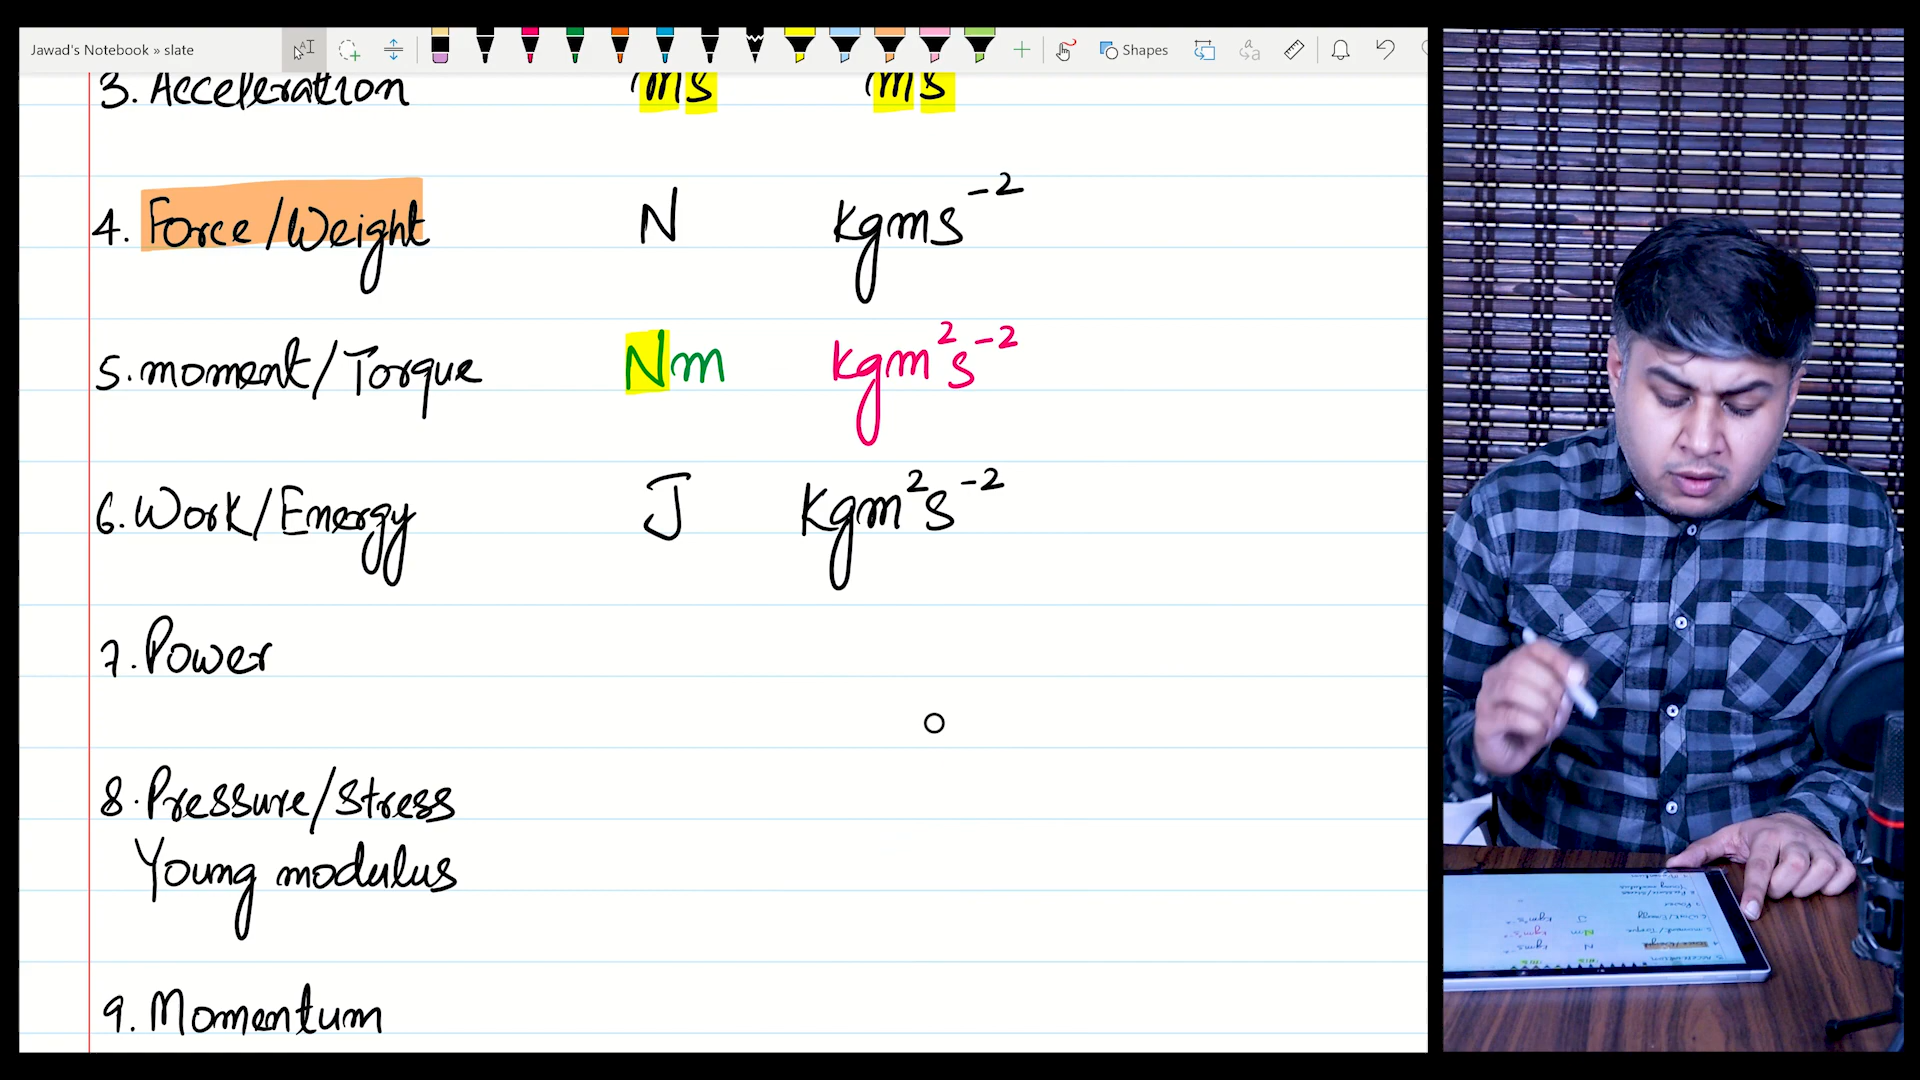 Jawad's Notebook » slate
Shapes
3. Acceleration ms ms
4. Force/Weight N kgms⁻²
5. moment/Torque Nm kgm²s⁻²
6. Work/Energy J Kgm²s⁻²
7. Power
8. Pressure/Stress
Young modulus
9. Momentum